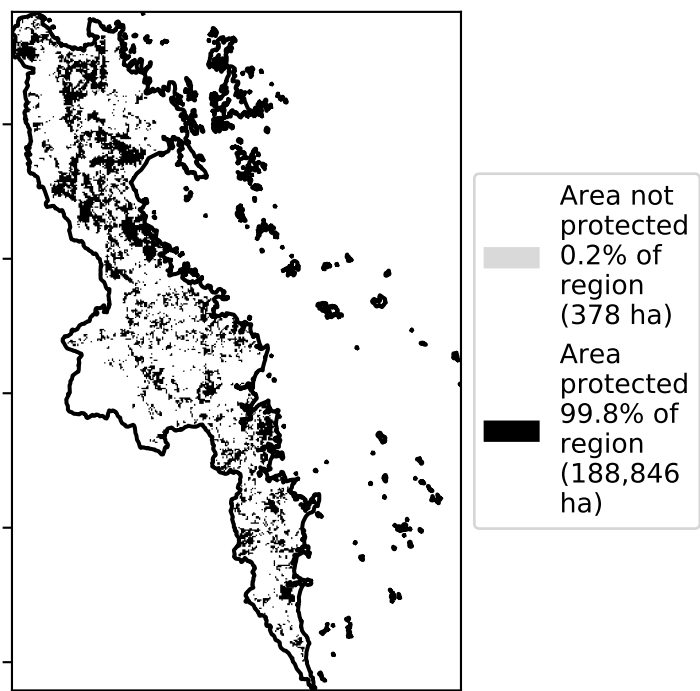 Area not
protected
0.2% of
region
(378 ha)
Area
protected
99.8% of
region
(188,846
ha)